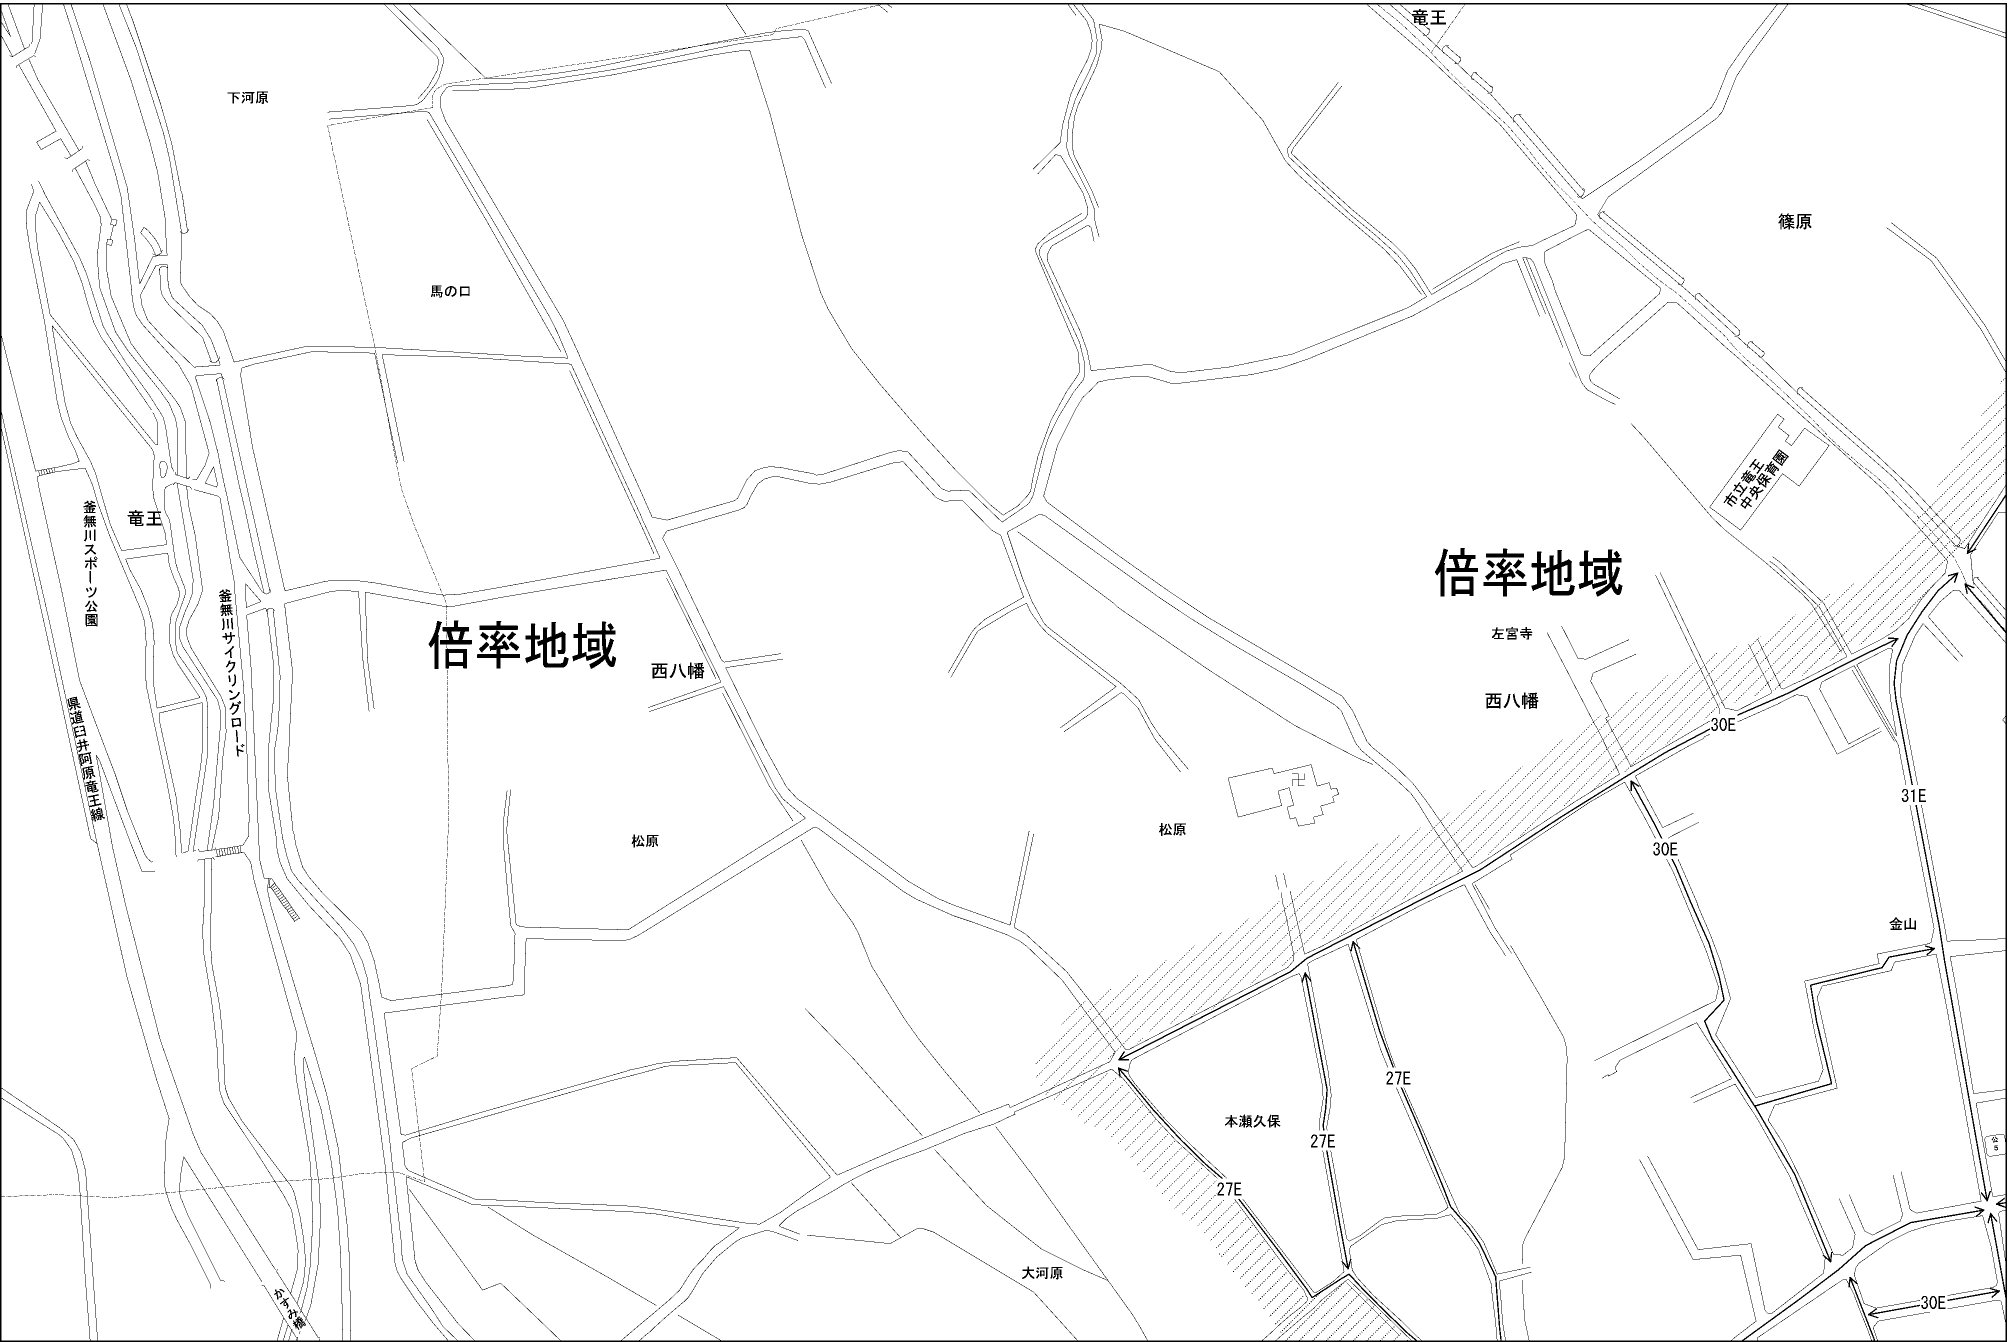 竜王
下河原
篠原
馬の口
市立竜王
中央保育園
釜無川スポーツ公園
竜王
倍率地域
倍率地域
釜無川サイクリングロード
左宮寺
西八幡
西八幡
県道臼井阿原竜王線
30E
31E
松原
松原
30E
金山
27E
本瀬久保
27E
公
5
27E
大河原
かすみ橋
30E